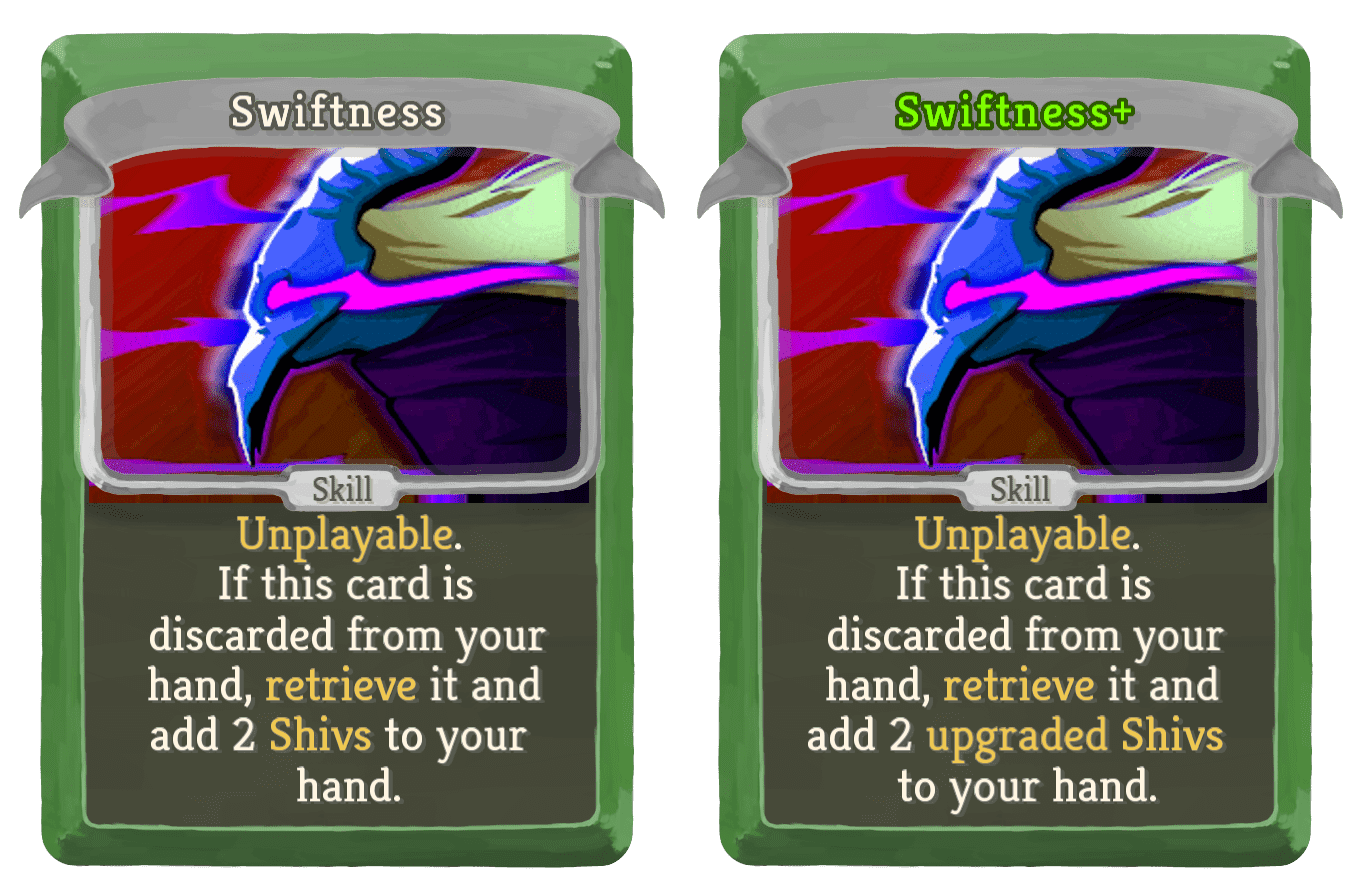 Swiftness
Skill
Unplayable.
If this card is
discarded from your
hand, retrieve it and
add 2 Shivs to your
hand.
Swiftness+
Skill
Unplayable.
If this card is
discarded from your
hand, retrieve it and
add 2 upgraded Shivs
to your hand.